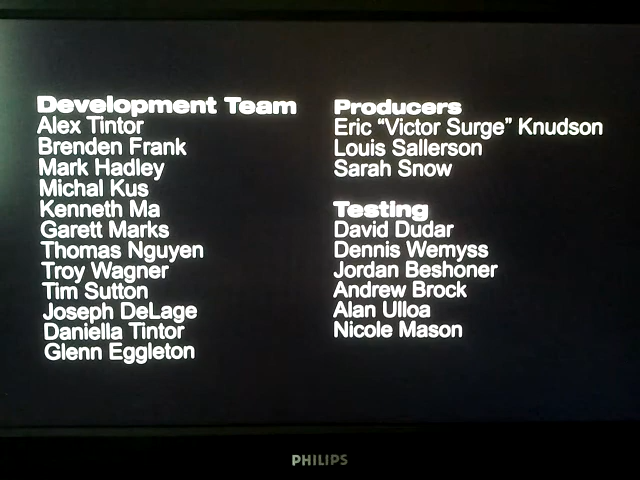 Development Team
Alex Tintor
Brenden Frank
Mark Hadley
Michal Kus
Kenneth Ma
Garett Marks
Thomas Nguyen
Troy Wagner
Tim Sutton
Joseph DeLage
Daniella Tintor
Glenn Eggleton
Producers
Eric “Victor Surge” Knudson
Louis Sallerson
Sarah Snow
Testing
David Dudar
Dennis Wemyss
Jordan Beshoner
Andrew Brock
Alan Ulloa
Nicole Mason
PHILIPS